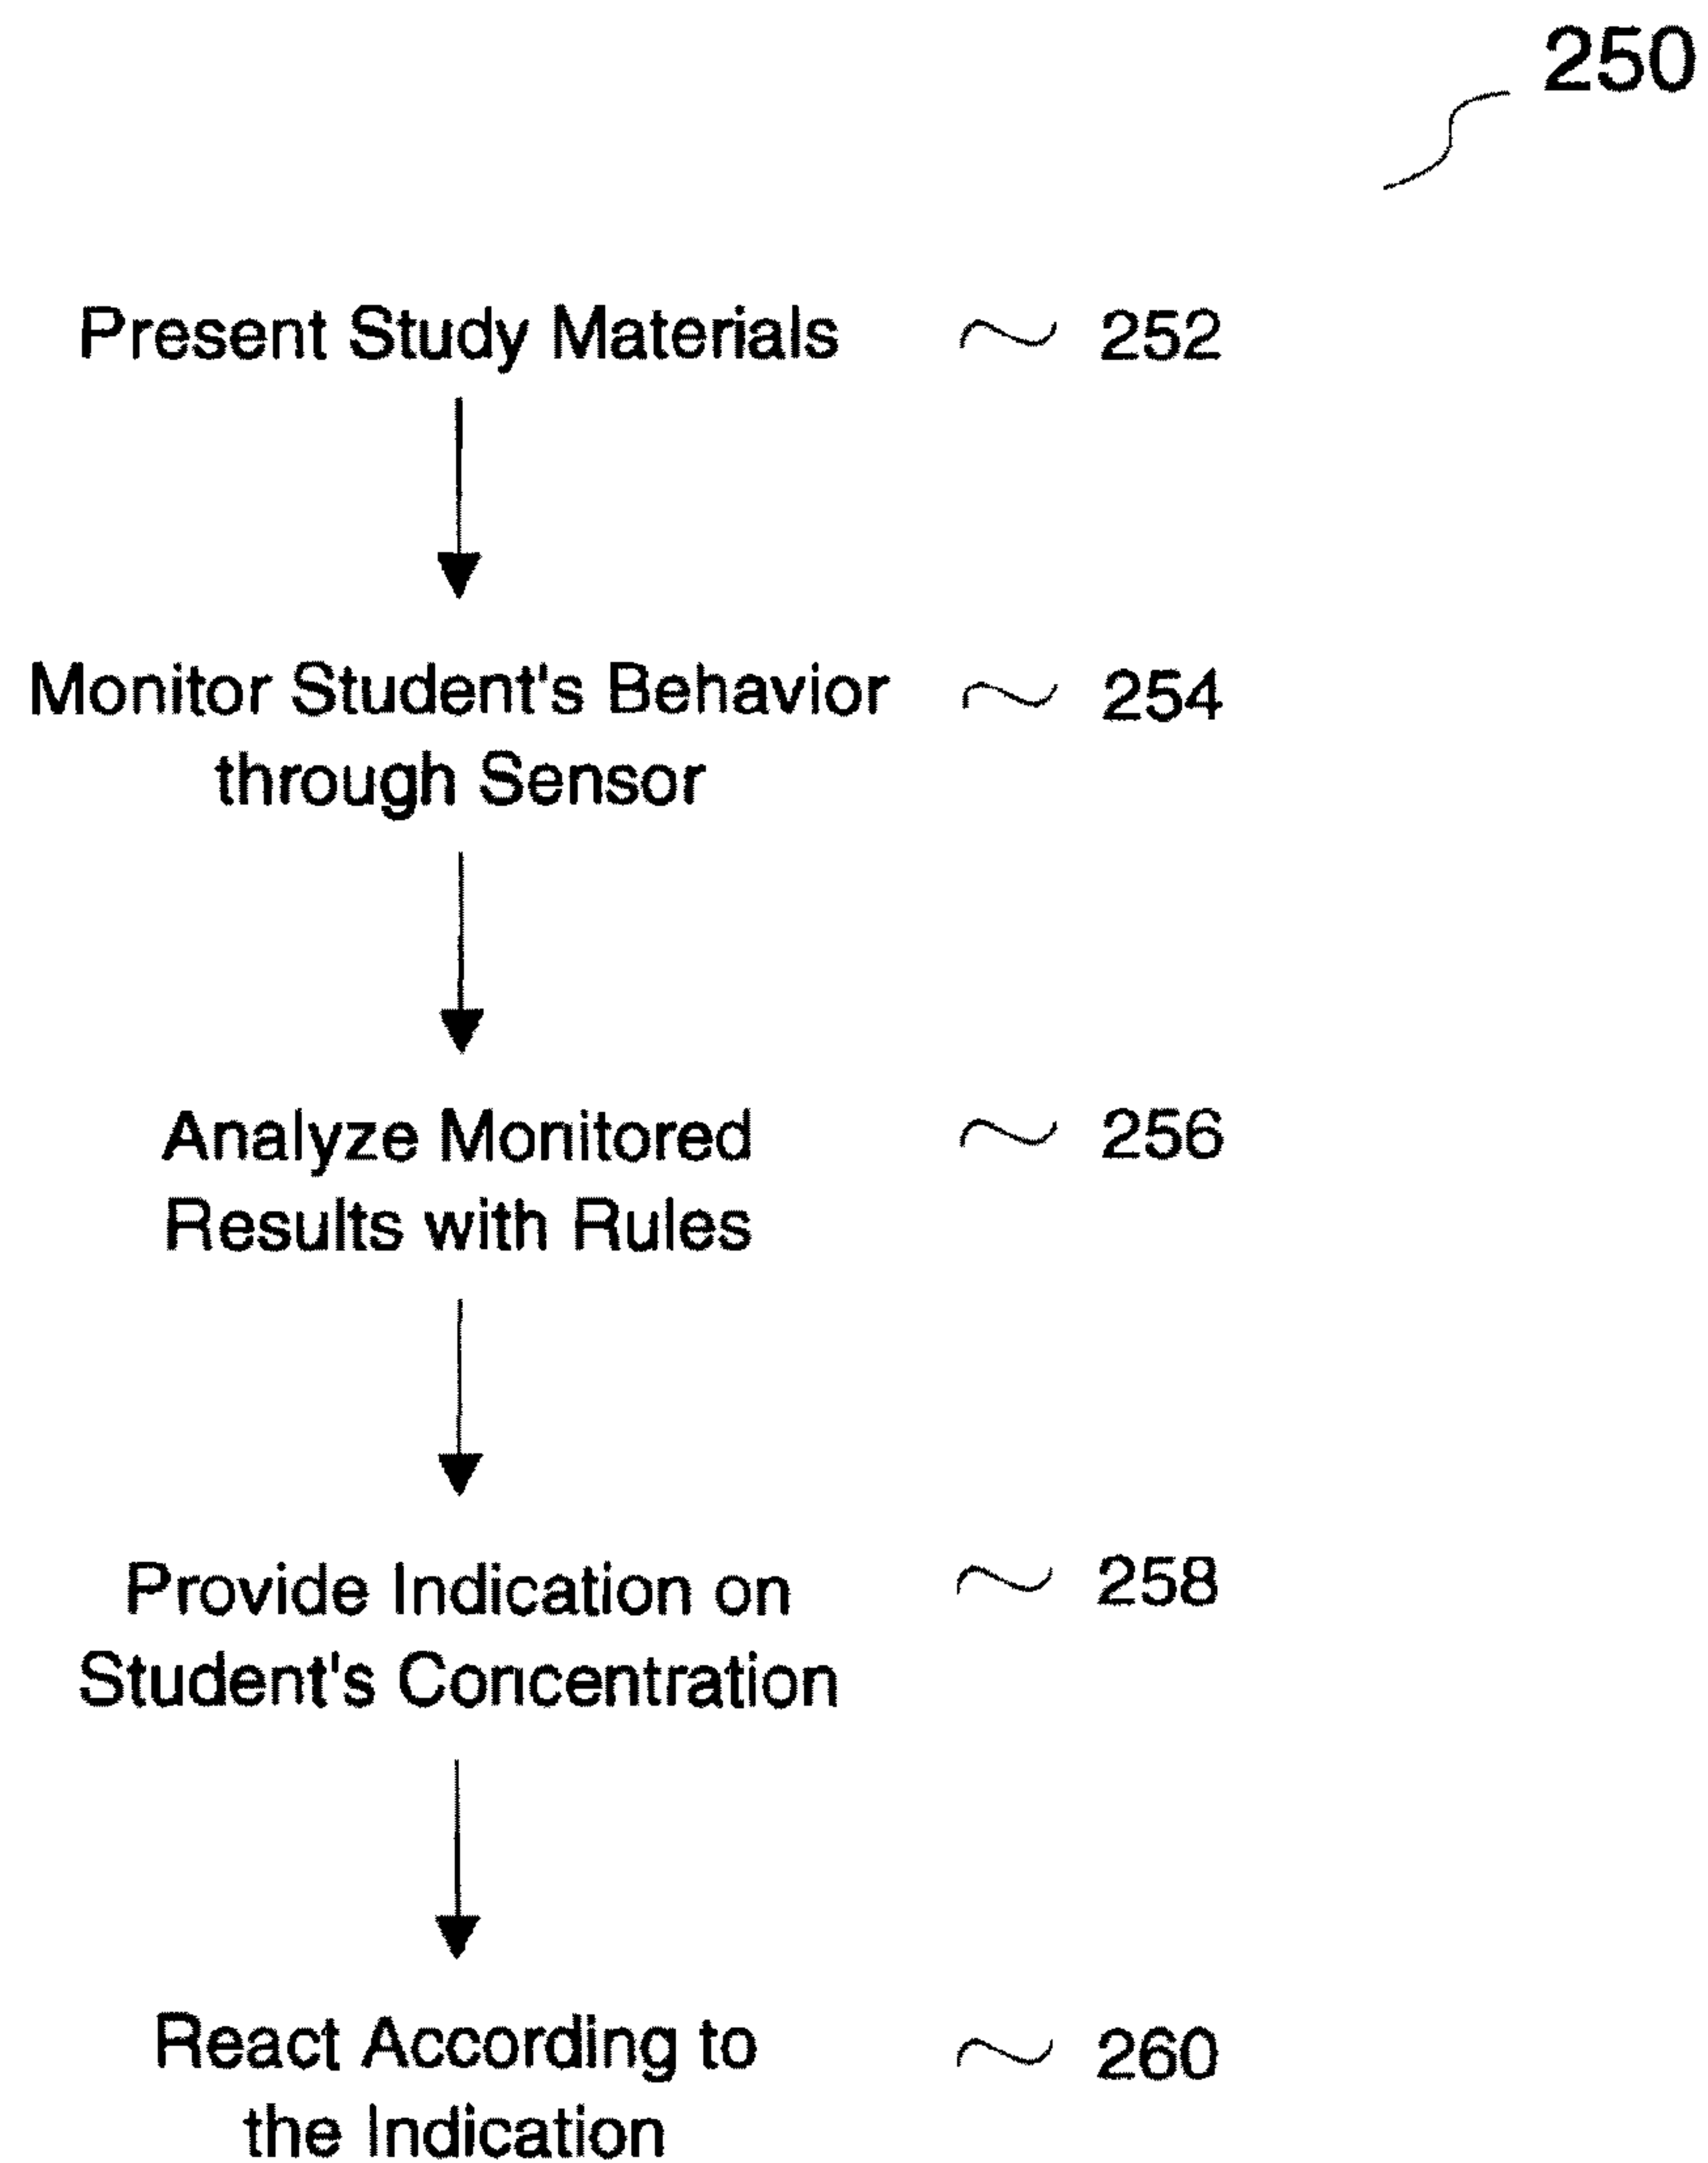 250
Present Study Materials 252
Monitor Student's Behavior 254
through Sensor
Analyze Monitored 256
Results with Rules
Provide Indication on 258
Student's Concentration
React According to 260
the Indication